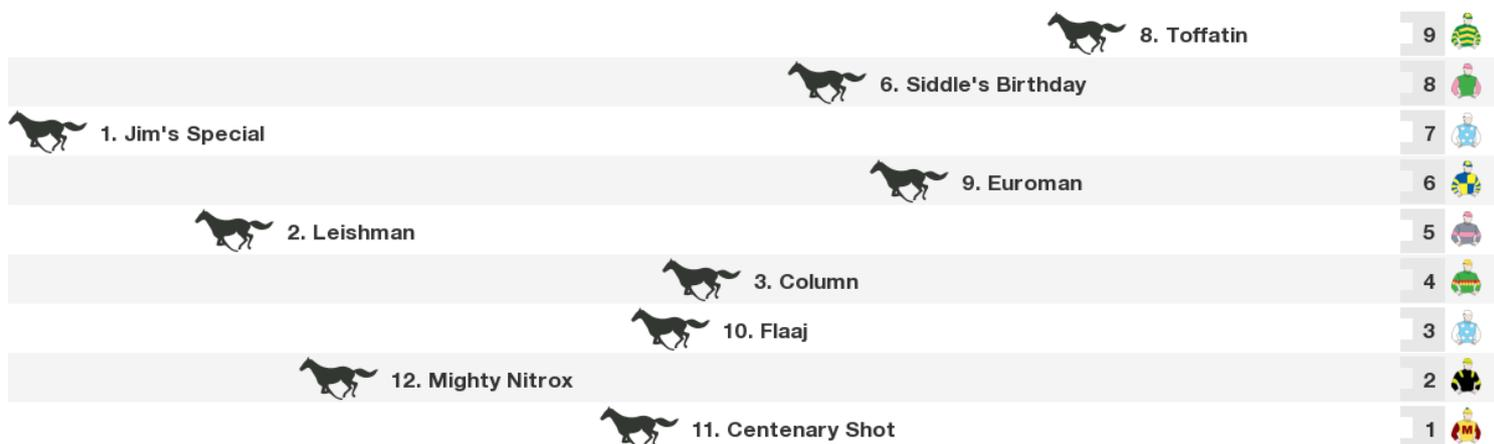 8. Toffatin 9
6. Siddle's Birthday 8
1. Jim's Special 7
9. Euroman 6
2. Leishman 5
3. Column 4
10. Flaaj 3
12. Mighty Nitrox 2
11. Centenary Shot 1 M